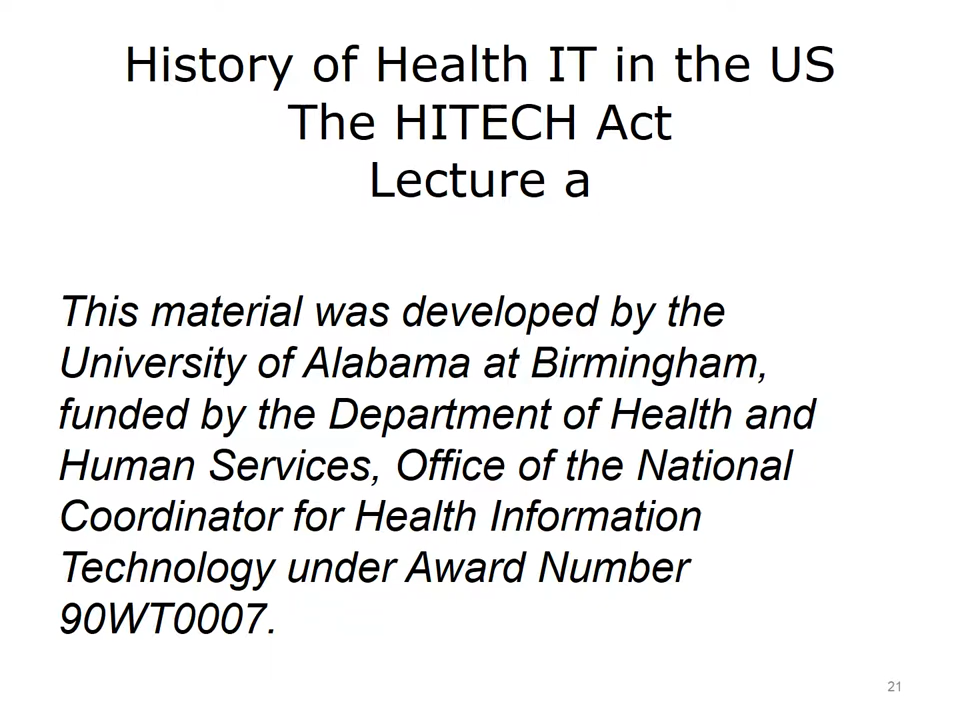 History of Health IT in the US
The HITECH Act
Lecture a
This material was developed by the
University of Alabama at Birmingham,
funded by the Department of Health and
Human Services, Office of the National
Coordinator for Health Information
Technology under Award Number
90WT0007.
21